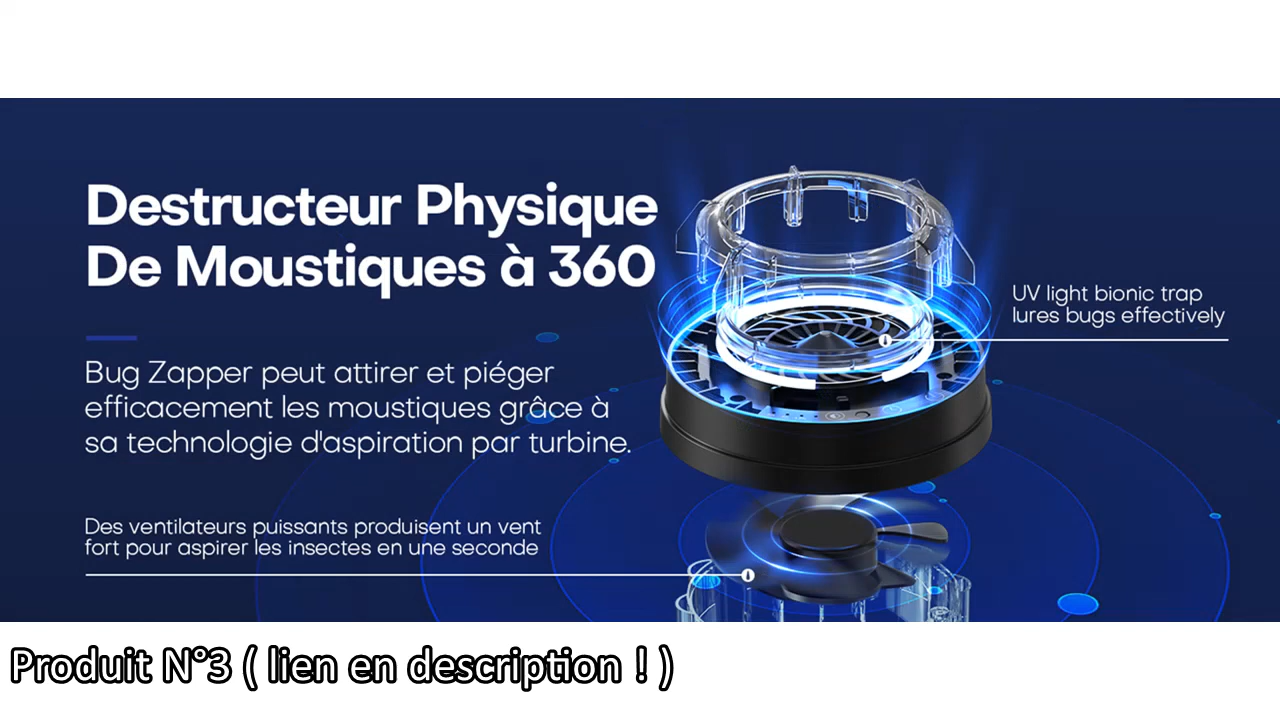 Destructeur Physique
De Moustiques à 360
UV light bionic trap
lures bugs effectively
Bug Zapper peut attirer et piéger
efficacement les moustiques grâce à
sa technologie d'aspiration par turbine.
Des ventilateurs puissants produisent un vent
fort pour aspirer les insectes en une seconde
Produit N°3 ( lien en description ! )